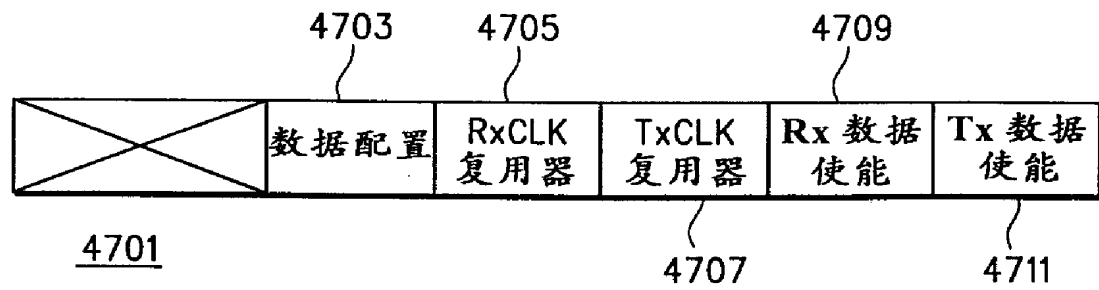 4703
4705
4709
数据配置
RxCLK
复用器
TxCLK
复用器
Rx 数据
使能
Tx 数据
使能
4701
4707
4711